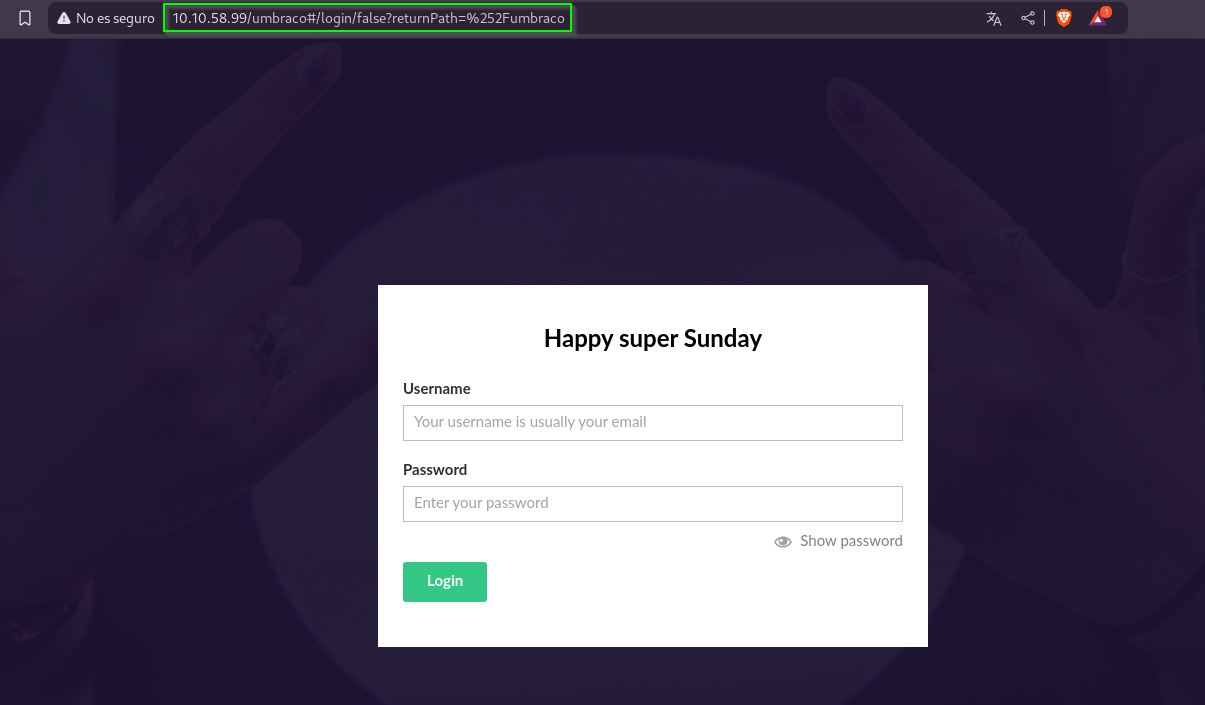 No es seguro 10.10.58.99/umbraco#/login/false?returnPath=%252Fumbraco 1
Happy super Sunday
Username
Your username is usually your email
Password
Enter your password
Show password
Login